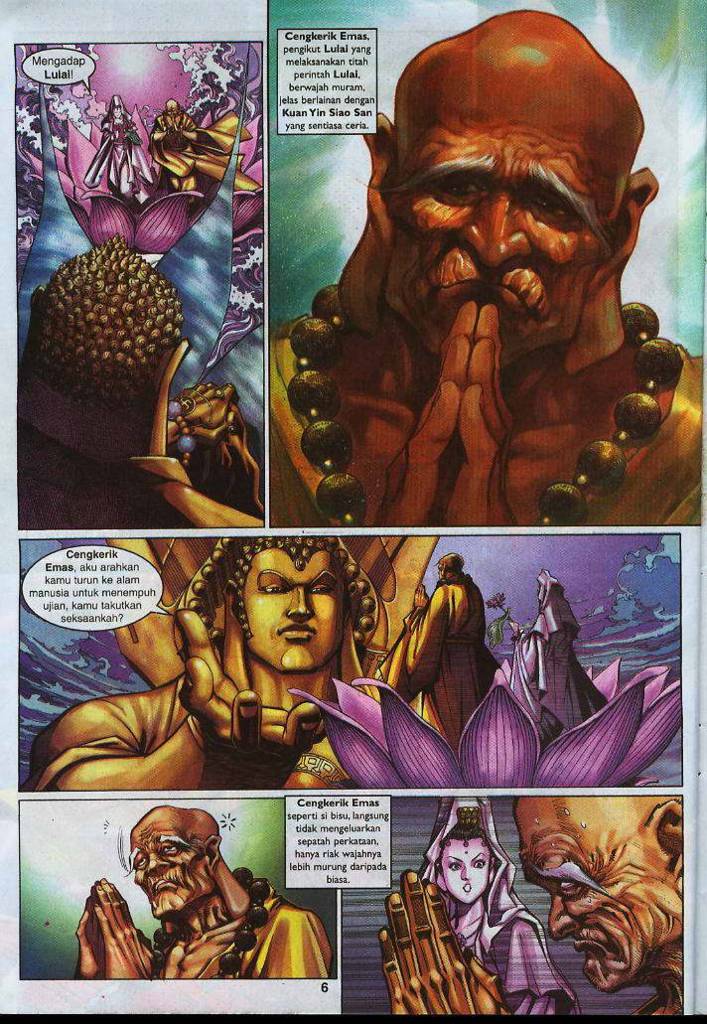 Mengadap
Lulai!
Cengkerik Emas,
pengikut Lulai yang
melaksanakan titah
perintah Lulai,
berwajah muram,
jelas berlainan dengan
Kuan Yin Siao San
yang sentiasa ceria.
Cengkerik
Emas, aku arahkan
kamu turun ke alam
manusia untuk menempuh
ujian, kamu takutkan
seksaankah?
Cengkerik Emas
seperti si bisu, langsung
tidak mengeluarkan
sepatah perkataan,
hanya riak wajahnya
lebih murung daripada
biasa.
6